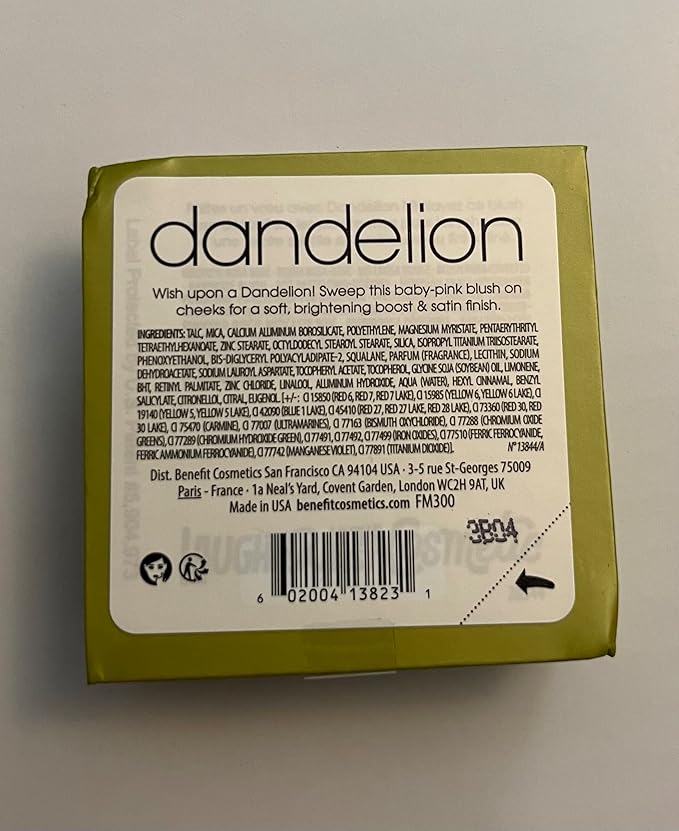 dandelion
Wish upon a Dandelion! Sweep this baby-pink blush on
cheeks for a soft, brightening boost & satin finish.
INGREDIENTS: TALC, MICA, CALCIUM ALUMINUM BOROSILICATE, POLYETHYLENE, MAGNESIUM MYRISTATE, PENTAERYTHRITYL
TETRAETHYLHEXANOATE, ZINC STEARATE, OCTYLDODECYL STEAROYL STEARATE, SILICA, ISOPROPYL TITANIUM TRIISOSTEARATE,
PHENOXYETHANOL, BIS-DIGLYCERYL POLYACYLADIPATE-2, SQUALANE, PARFUM (FRAGRANCE), LECITHIN, SODIUM
DEHYDROACETATE, SODIUM LAUROYL ASPARTATE, TOCOPHERYL ACETATE, TOCOPHEROL, GLYCINE SOJA (SOYBEAN) OIL, LIMONENE,
BHT, RETINYL PALMITATE, ZINC CHLORIDE, LINALOOL, ALUMINUM HYDROXIDE, AQUA (WATER), HEXYL CINNAMAL, BENZYL
SALICYLATE, CITRONELLOL, CITRAL, EUGENOL. [+/-: CI 15850 (RED 6, RED 7, RED 7 LAKE), CI 15985 (YELLOW 6, YELLOW 6 LAKE), CI
19140 (YELLOW 5, YELLOW 5 LAKE), CI 42090 (BLUE 1 LAKE), CI 45410 (RED 27, RED 27 LAKE, RED 28 LAKE), CI 73360 (RED 30, RED
30 LAKE), CI 75470 (CARMINE), CI 77007 (ULTRAMARINES), CI 77163 (BISMUTH OXYCHLORIDE), CI 77288 (CHROMIUM OXIDE
GREENS), CI 77289 (CHROMIUM HYDROXIDE GREEN), CI 77491, CI 77492, CI 77499 (IRON OXIDES), CI 77510 (FERRIC FERROCYANIDE,
FERRIC AMMONIUM FERROCYANIDE), CI 77742 (MANGANESE VIOLET), CI 77891 (TITANIUM DIOXIDE)]. N° 13844/A
Dist. Benefit Cosmetics San Francisco CA 94104 USA · 3-5 rue St-Georges 75009
Paris - France · 1a Neal's Yard, Covent Garden, London WC2H 9AT, UK
Made in USA benefitcosmetics.com FM300
3B04
6 02004 13823 1